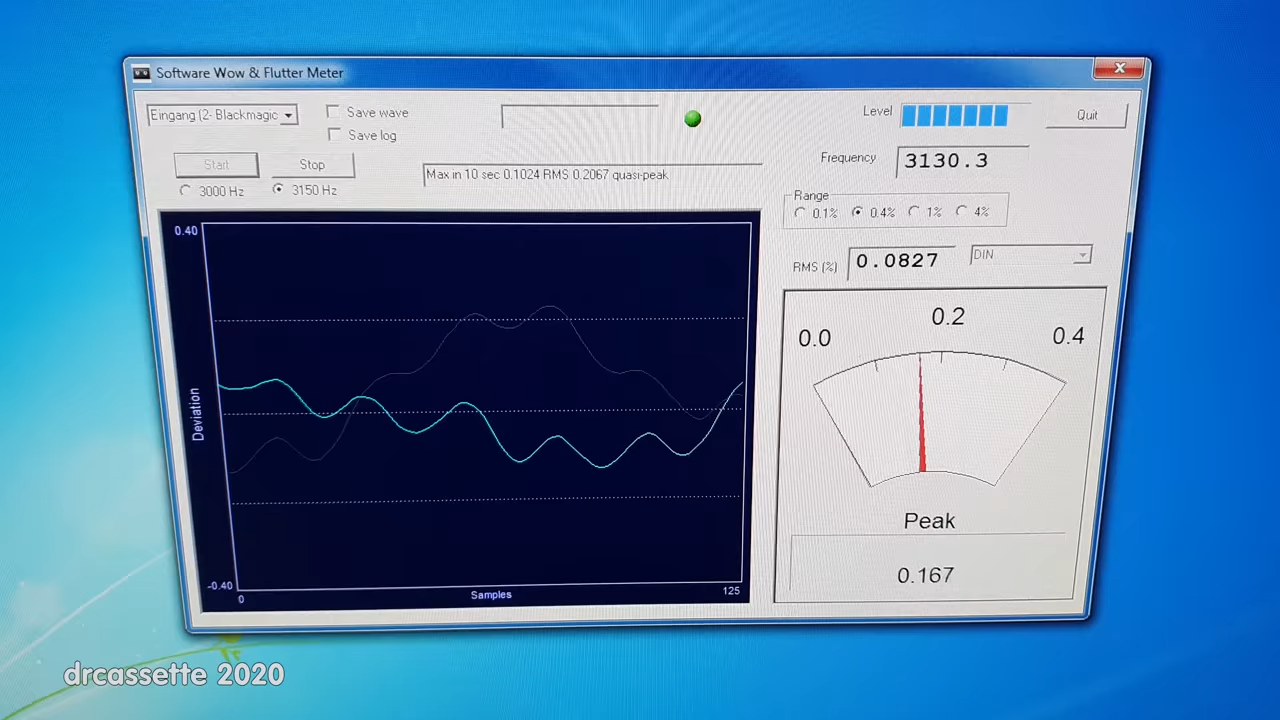 Software Wow & Flutter Meter
Eingang (2- Blackmagic
Save wave
Save log
Level
Quit
Start
Stop
3000 Hz
3150 Hz
Max in 10 sec 0.1024 RMS 0.2067 quasi-peak
Frequency
3130.3
Range
0.1%
0.4%
1%
4%
RMS (%)
0.0827
DIN
0.40
Deviation
-0.40
0
Samples
125
0.0
0.2
0.4
Peak
0.167
drcassette 2020